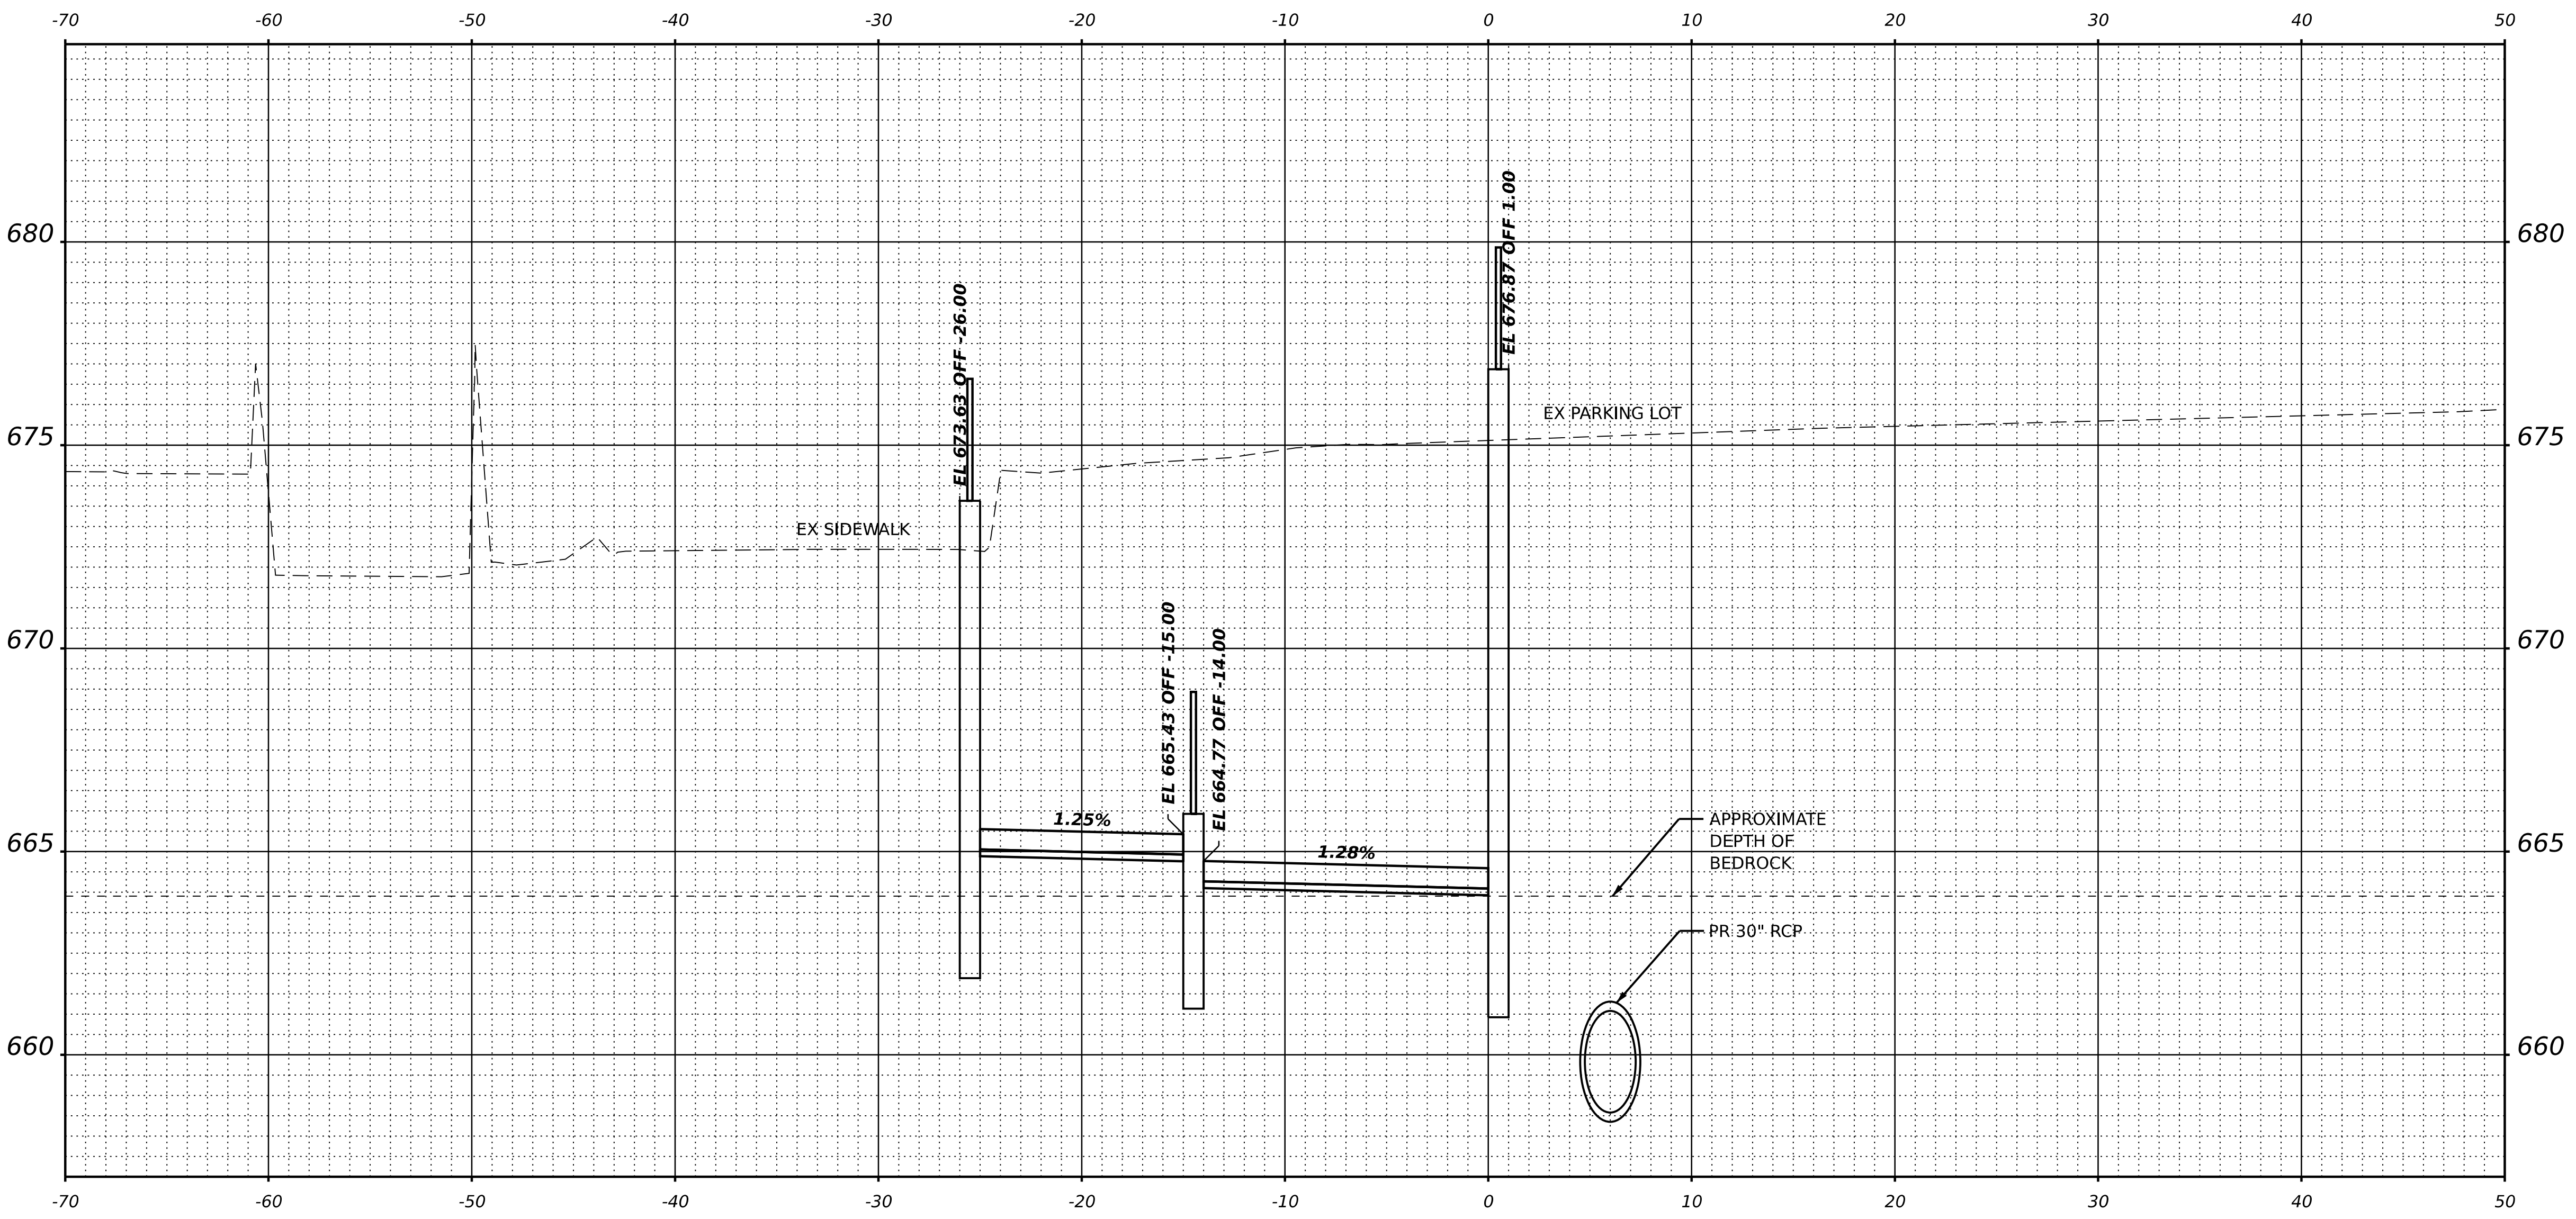 -70 -60 -50 -40 -30 -20 -10 0 10 20 30 40 50
EL 676.87 OFF 1.00
680 680
EL 673.63 OFF -26.00
EX PARKING LOT
675 675
EX SIDEWALK
670 670
EL 665.43 OFF -15.00
EL 664.77 OFF -14.00
1.25%
1.28%
APPROXIMATE
DEPTH OF
BEDROCK
665 665
PR 30" RCP
660 660
-70 -60 -50 -40 -30 -20 -10 0 10 20 30 40 50